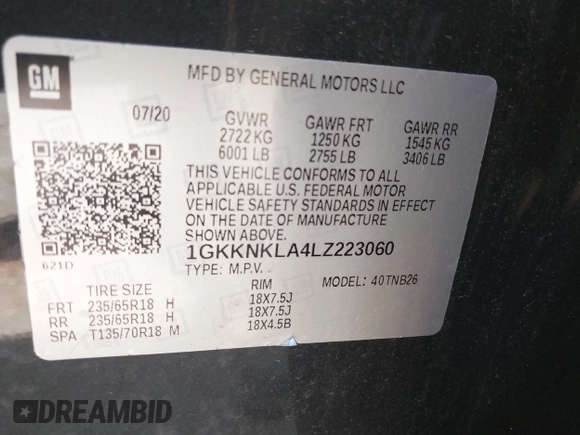 GM
MFD BY GENERAL MOTORS LLC
07/20 GVWR GAWR FRT GAWR RR
2722 KG 1250 KG 1545 KG
6001 LB 2755 LB 3406 LB
THIS VEHICLE CONFORMS TO ALL
APPLICABLE U.S. FEDERAL MOTOR
VEHICLE SAFETY STANDARDS IN EFFECT
ON THE DATE OF MANUFACTURE
SHOWN ABOVE.
621D 1GKKNKLA4LZ223060
TYPE: M.P.V. MODEL: 40TNB26
TIRE SIZE RIM
FRT 235/65R18 H 18X7.5J
RR 235/65R18 H 18X7.5J
SPA T135/70R18 M 18X4.5B
DREAMBID